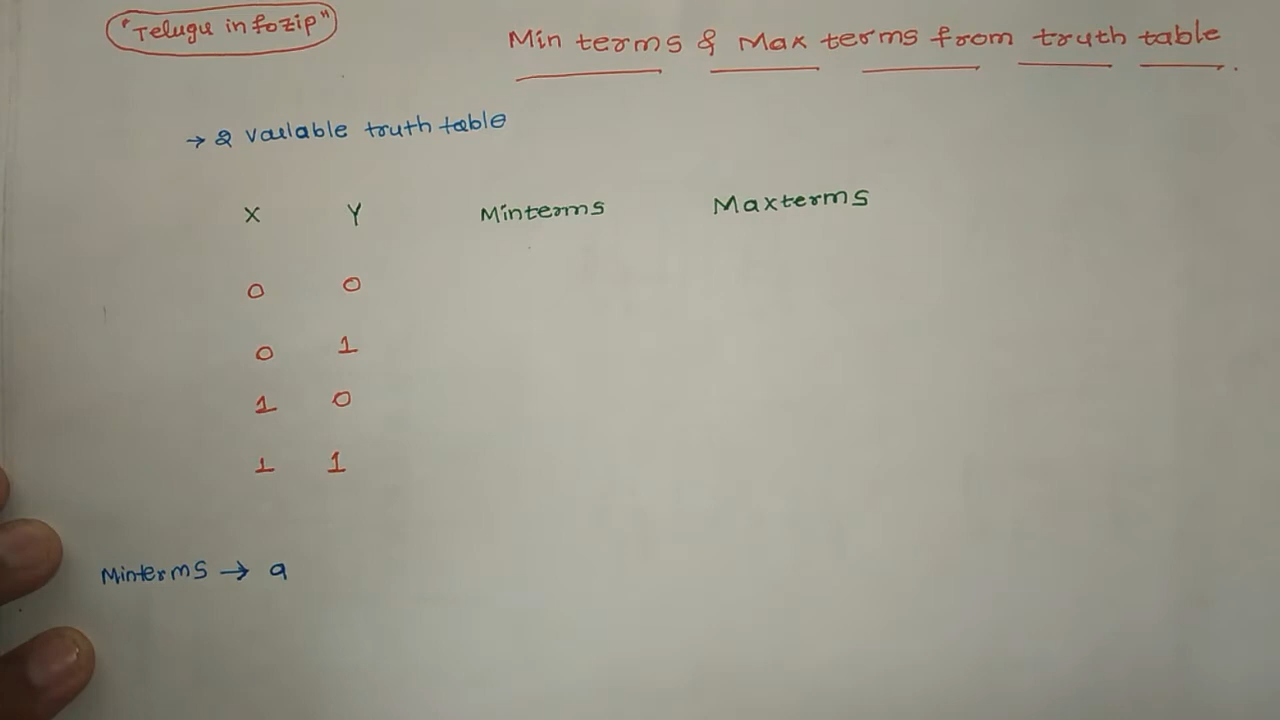 "Telugu infozip"
Min terms & Max terms from truth table.
→ 2 variable truth table
X Y Minterms Maxterms
0 0
0 1
1 0
1 1
Minterms → a